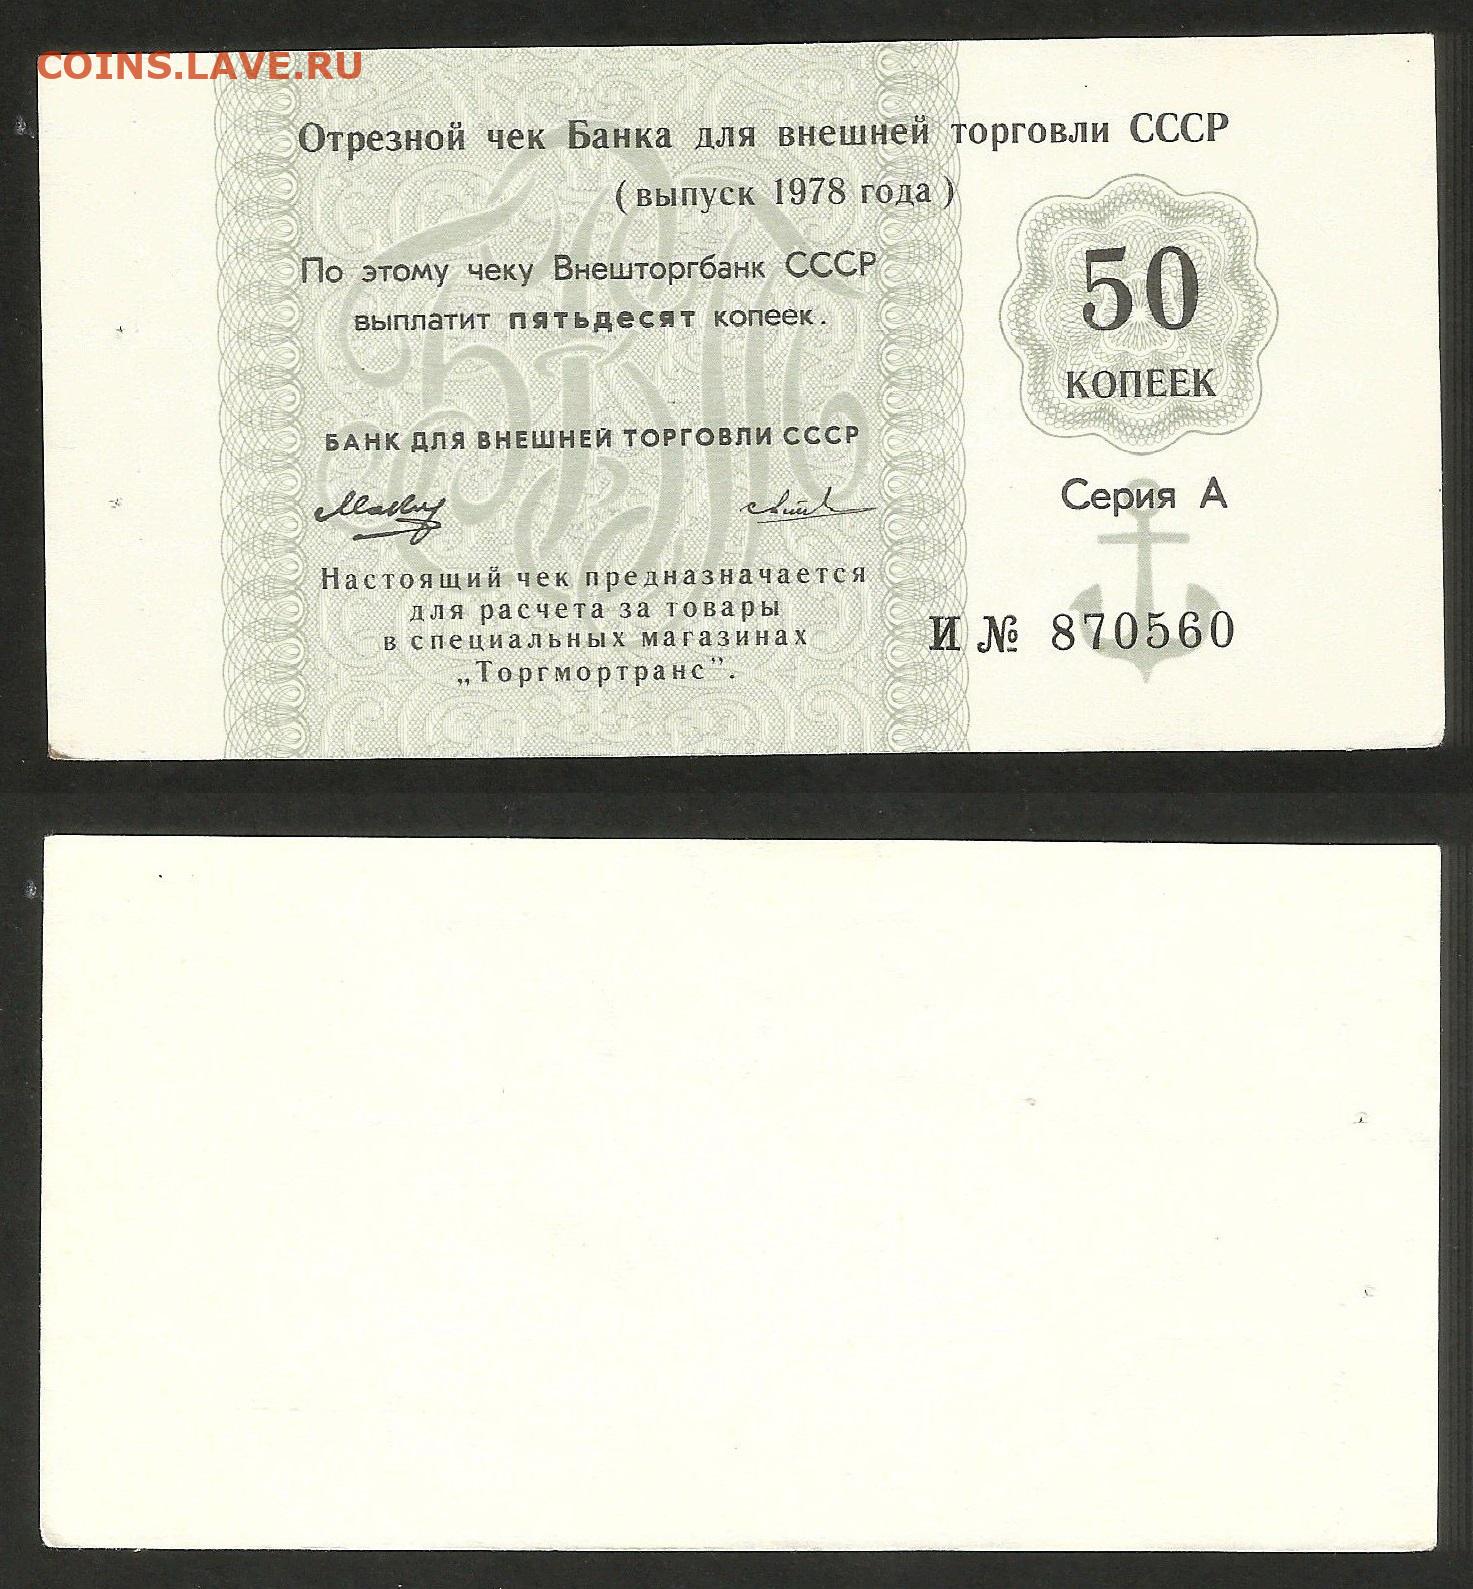 COINS.LAVE.RU
Отрезной чек Банка для внешней торговли СССР
( выпуск 1978 года )
По этому чеку Внешторгбанк СССР
выплатит пятьдесят копеек.
50
КОПЕЕК
БАНК ДЛЯ ВНЕШНЕЙ ТОРГОВЛИ СССР
Серия А
Настоящий чек предназначается
для расчета за товары
в специальных магазинах
„Торгмортранс”.
И № 870560